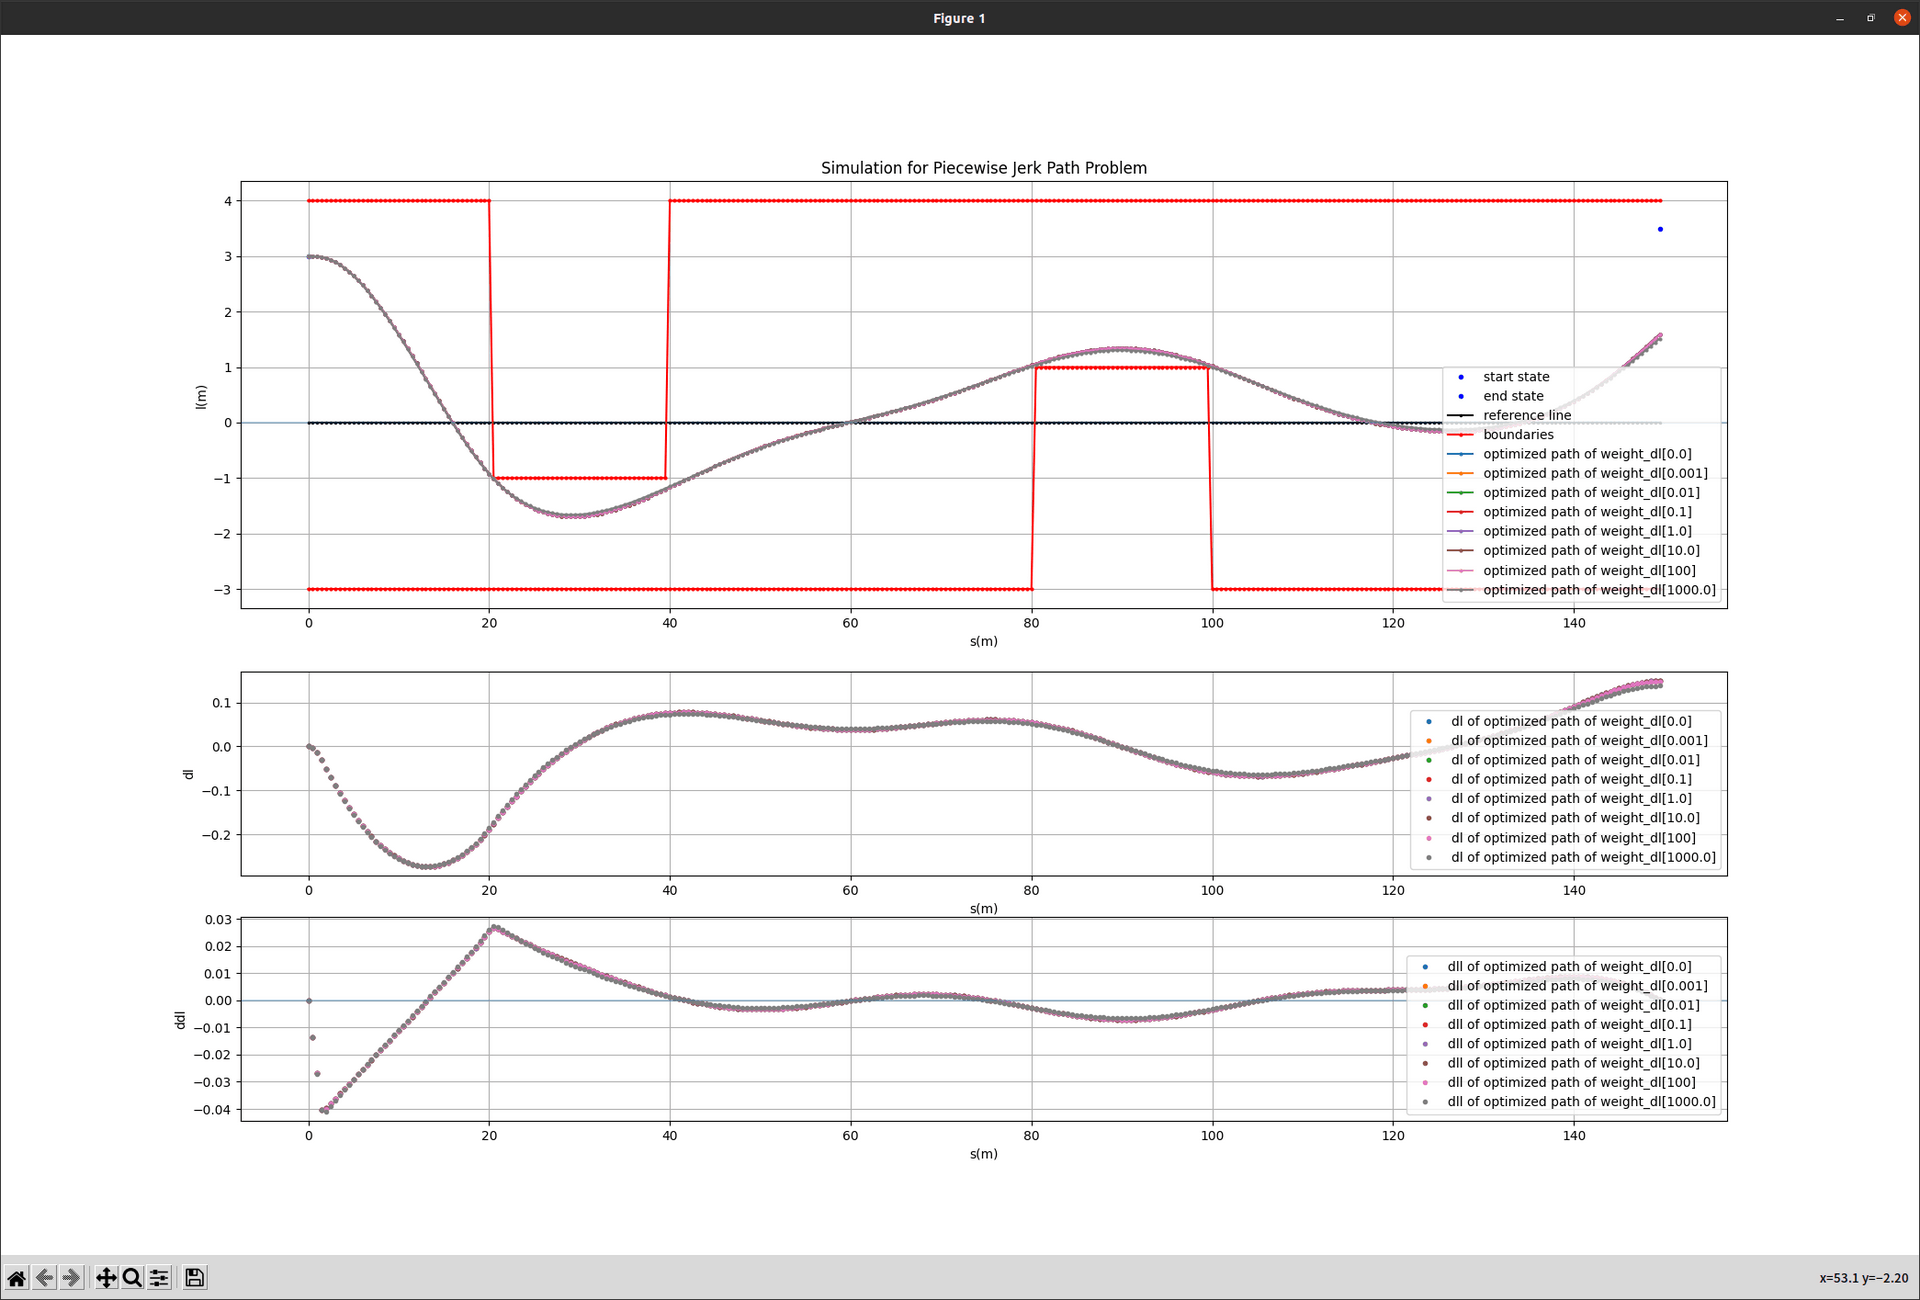 Figure 1
Simulation for Piecewise Jerk Path Problem
4
3
2
1
0
−1
−2
−3
l(m)
0 20 40 60 80 100 120 140
s(m)
start state
end state
reference line
boundaries
optimized path of weight_dl[0.0]
optimized path of weight_dl[0.001]
optimized path of weight_dl[0.01]
optimized path of weight_dl[0.1]
optimized path of weight_dl[1.0]
optimized path of weight_dl[10.0]
optimized path of weight_dl[100]
optimized path of weight_dl[1000.0]
0.1
0.0
−0.1
−0.2
dl
0 20 40 60 80 100 120 140
s(m)
dl of optimized path of weight_dl[0.0]
dl of optimized path of weight_dl[0.001]
dl of optimized path of weight_dl[0.01]
dl of optimized path of weight_dl[0.1]
dl of optimized path of weight_dl[1.0]
dl of optimized path of weight_dl[10.0]
dl of optimized path of weight_dl[100]
dl of optimized path of weight_dl[1000.0]
0.03
0.02
0.01
0.00
−0.01
−0.02
−0.03
−0.04
ddl
0 20 40 60 80 100 120 140
s(m)
dll of optimized path of weight_dl[0.0]
dll of optimized path of weight_dl[0.001]
dll of optimized path of weight_dl[0.01]
dll of optimized path of weight_dl[0.1]
dll of optimized path of weight_dl[1.0]
dll of optimized path of weight_dl[10.0]
dll of optimized path of weight_dl[100]
dll of optimized path of weight_dl[1000.0]
x=53.1 y=−2.20